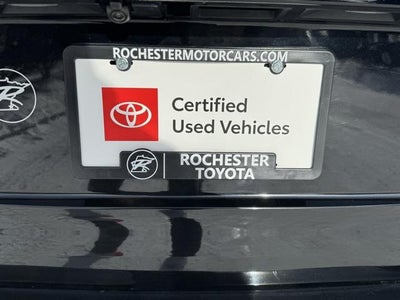 ROCHESTERMOTORCARS.COM
Certified
Used Vehicles
ROCHESTER
TOYOTA